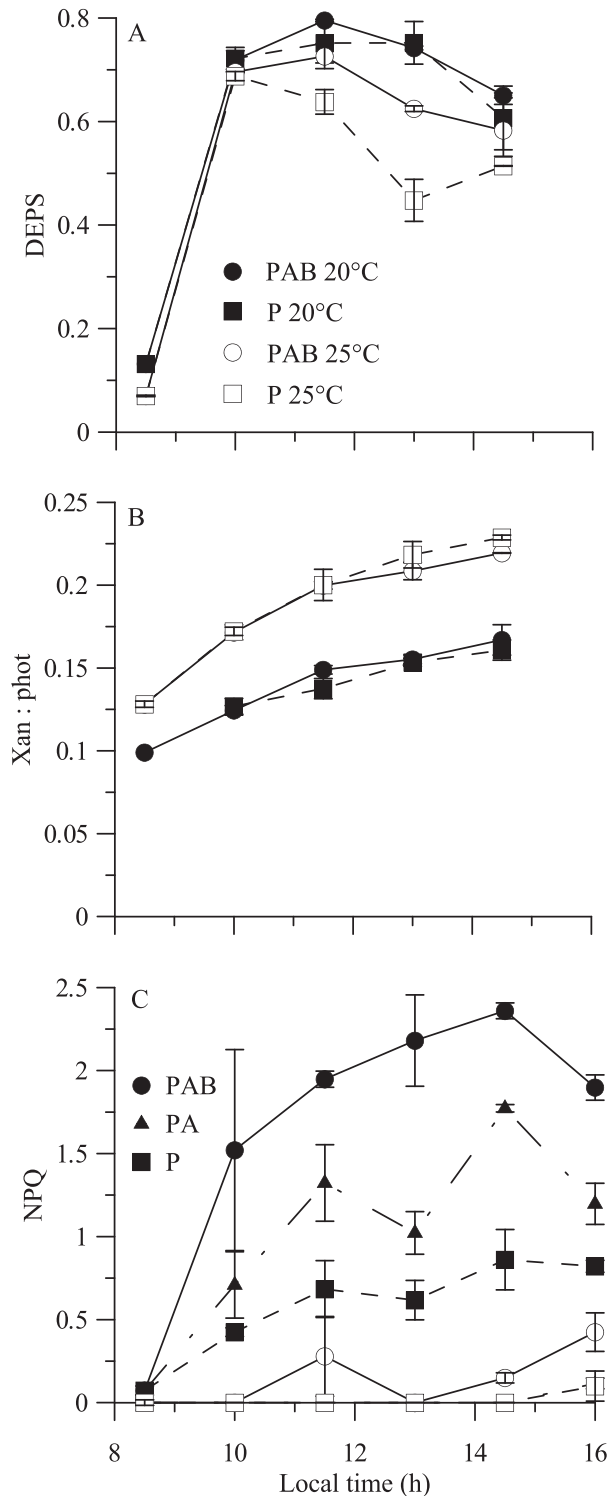 A
0.8
0.6
0.4
0.2
0
DEPS
PAB 20°C
P 20°C
PAB 25°C
P 25°C
B
0.25
0.2
0.15
0.1
0.05
0
Xan : phot
C
2.5
2
1.5
1
0.5
0
NPQ
PAB
PA
P
8 10 12 14 16
Local time (h)